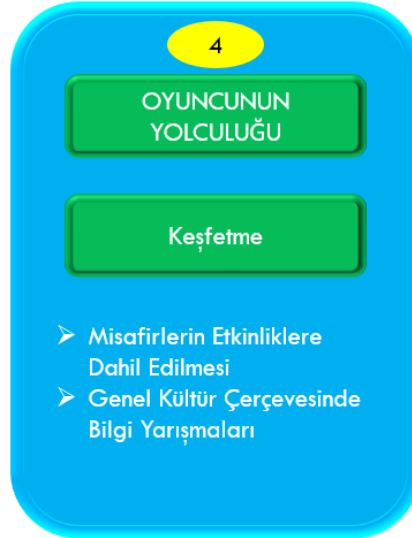 4
OYUNCUNUN
YOLCULUĞU
Keşfetme
➢ Misafirlerin Etkinliklere
Dahil Edilmesi
➢ Genel Kültür Çerçevesinde
Bilgi Yarışmaları